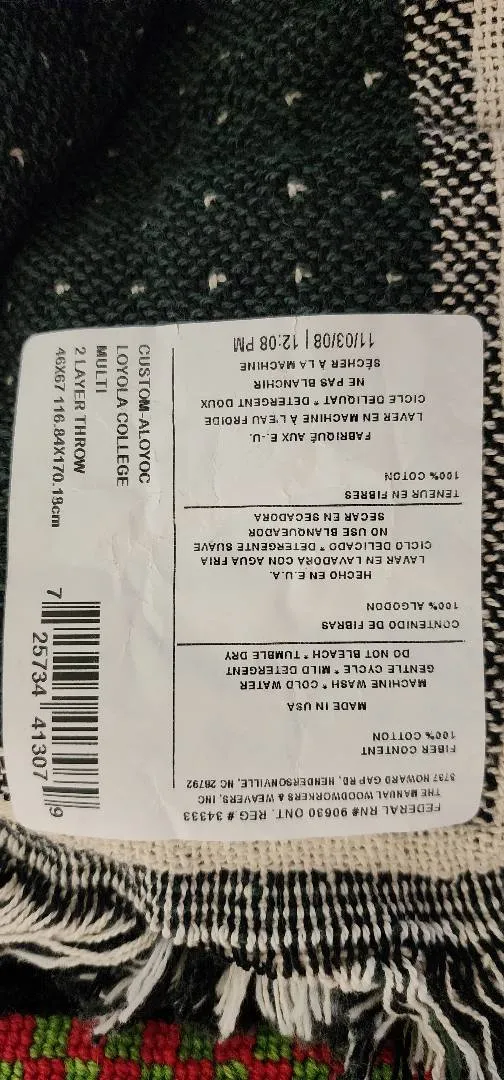 FEDERAL RN# 90630 ONT. REG # 34333
THE MANUAL WOODWORKERS & WEAVERS, INC
3737 HOWARD GAP RD, HENDERSONVILLE, NC 28792
FIBER CONTENT
100% COTTON
MADE IN USA
MACHINE WASH * COLD WATER
GENTLE CYCLE * MILD DETERGENT
DO NOT BLEACH * TUMBLE DRY
CONTENIDO DE FIBRAS
100% ALGODON
HECHO EN E.U.A.
LAVAR EN LAVADORA CON AGUA FRIA
CICLO DELICADO * DETERGENTE SUAVE
NO USE BLANQUEADOR
SECAR EN SECADORA
TENEUR EN FIBRES
100% COTON
FABRIQUÉ AUX E.-U.
LAVER EN MACHINE À L'EAU FROIDE
CICLE DELIQUAT * DETERGENT DOUX
NE PAS BLANCHIR
SÉCHER À LA MACHINE
11/03/08 | 12:08 PM
CUSTOM-ALOYOC
LOYOLA COLLEGE
MULTI
2 LAYER THROW
46X67 116.84X170.18cm
7 25734 41307 9